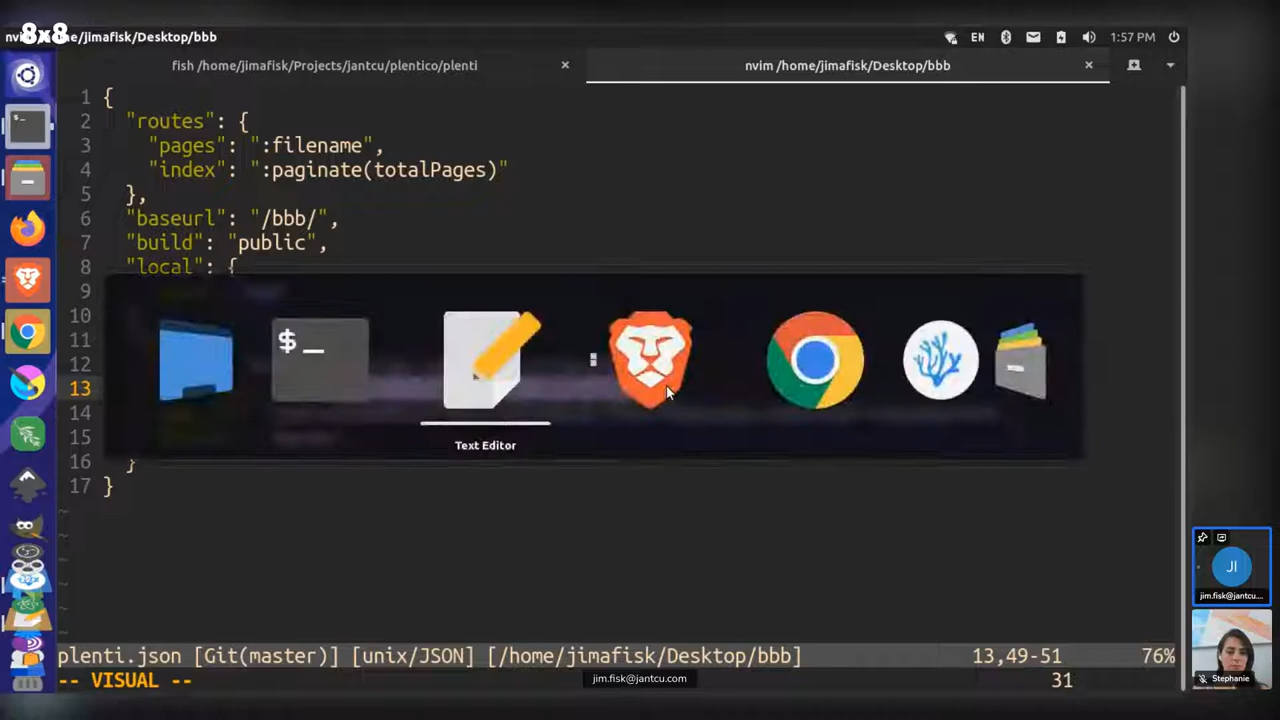 8x8
/home/jimafisk/Desktop/bbb
EN
1:57 PM
fish /home/jimafisk/Projects/jantcu/plentico/plenti
×
nvim /home/jimafisk/Desktop/bbb
×
1 {
2 "routes": {
3 "pages": ":filename",
4 "index": ":paginate(totalPages)"
5 },
6 "baseurl": "/bbb/",
7 "build": "public",
8 "local": {
9
10
11
12
13
14
15
16 }
17 }
~
~
~
~
~
$_
Text Editor
plenti.json [Git(master)] [unix/JSON] [/home/jimafisk/Desktop/bbb] 13,49-51 76%
-- VISUAL -- 31
jim.fisk@jantcu.com
JI
jim.fisk@jantcu....
Stephanie